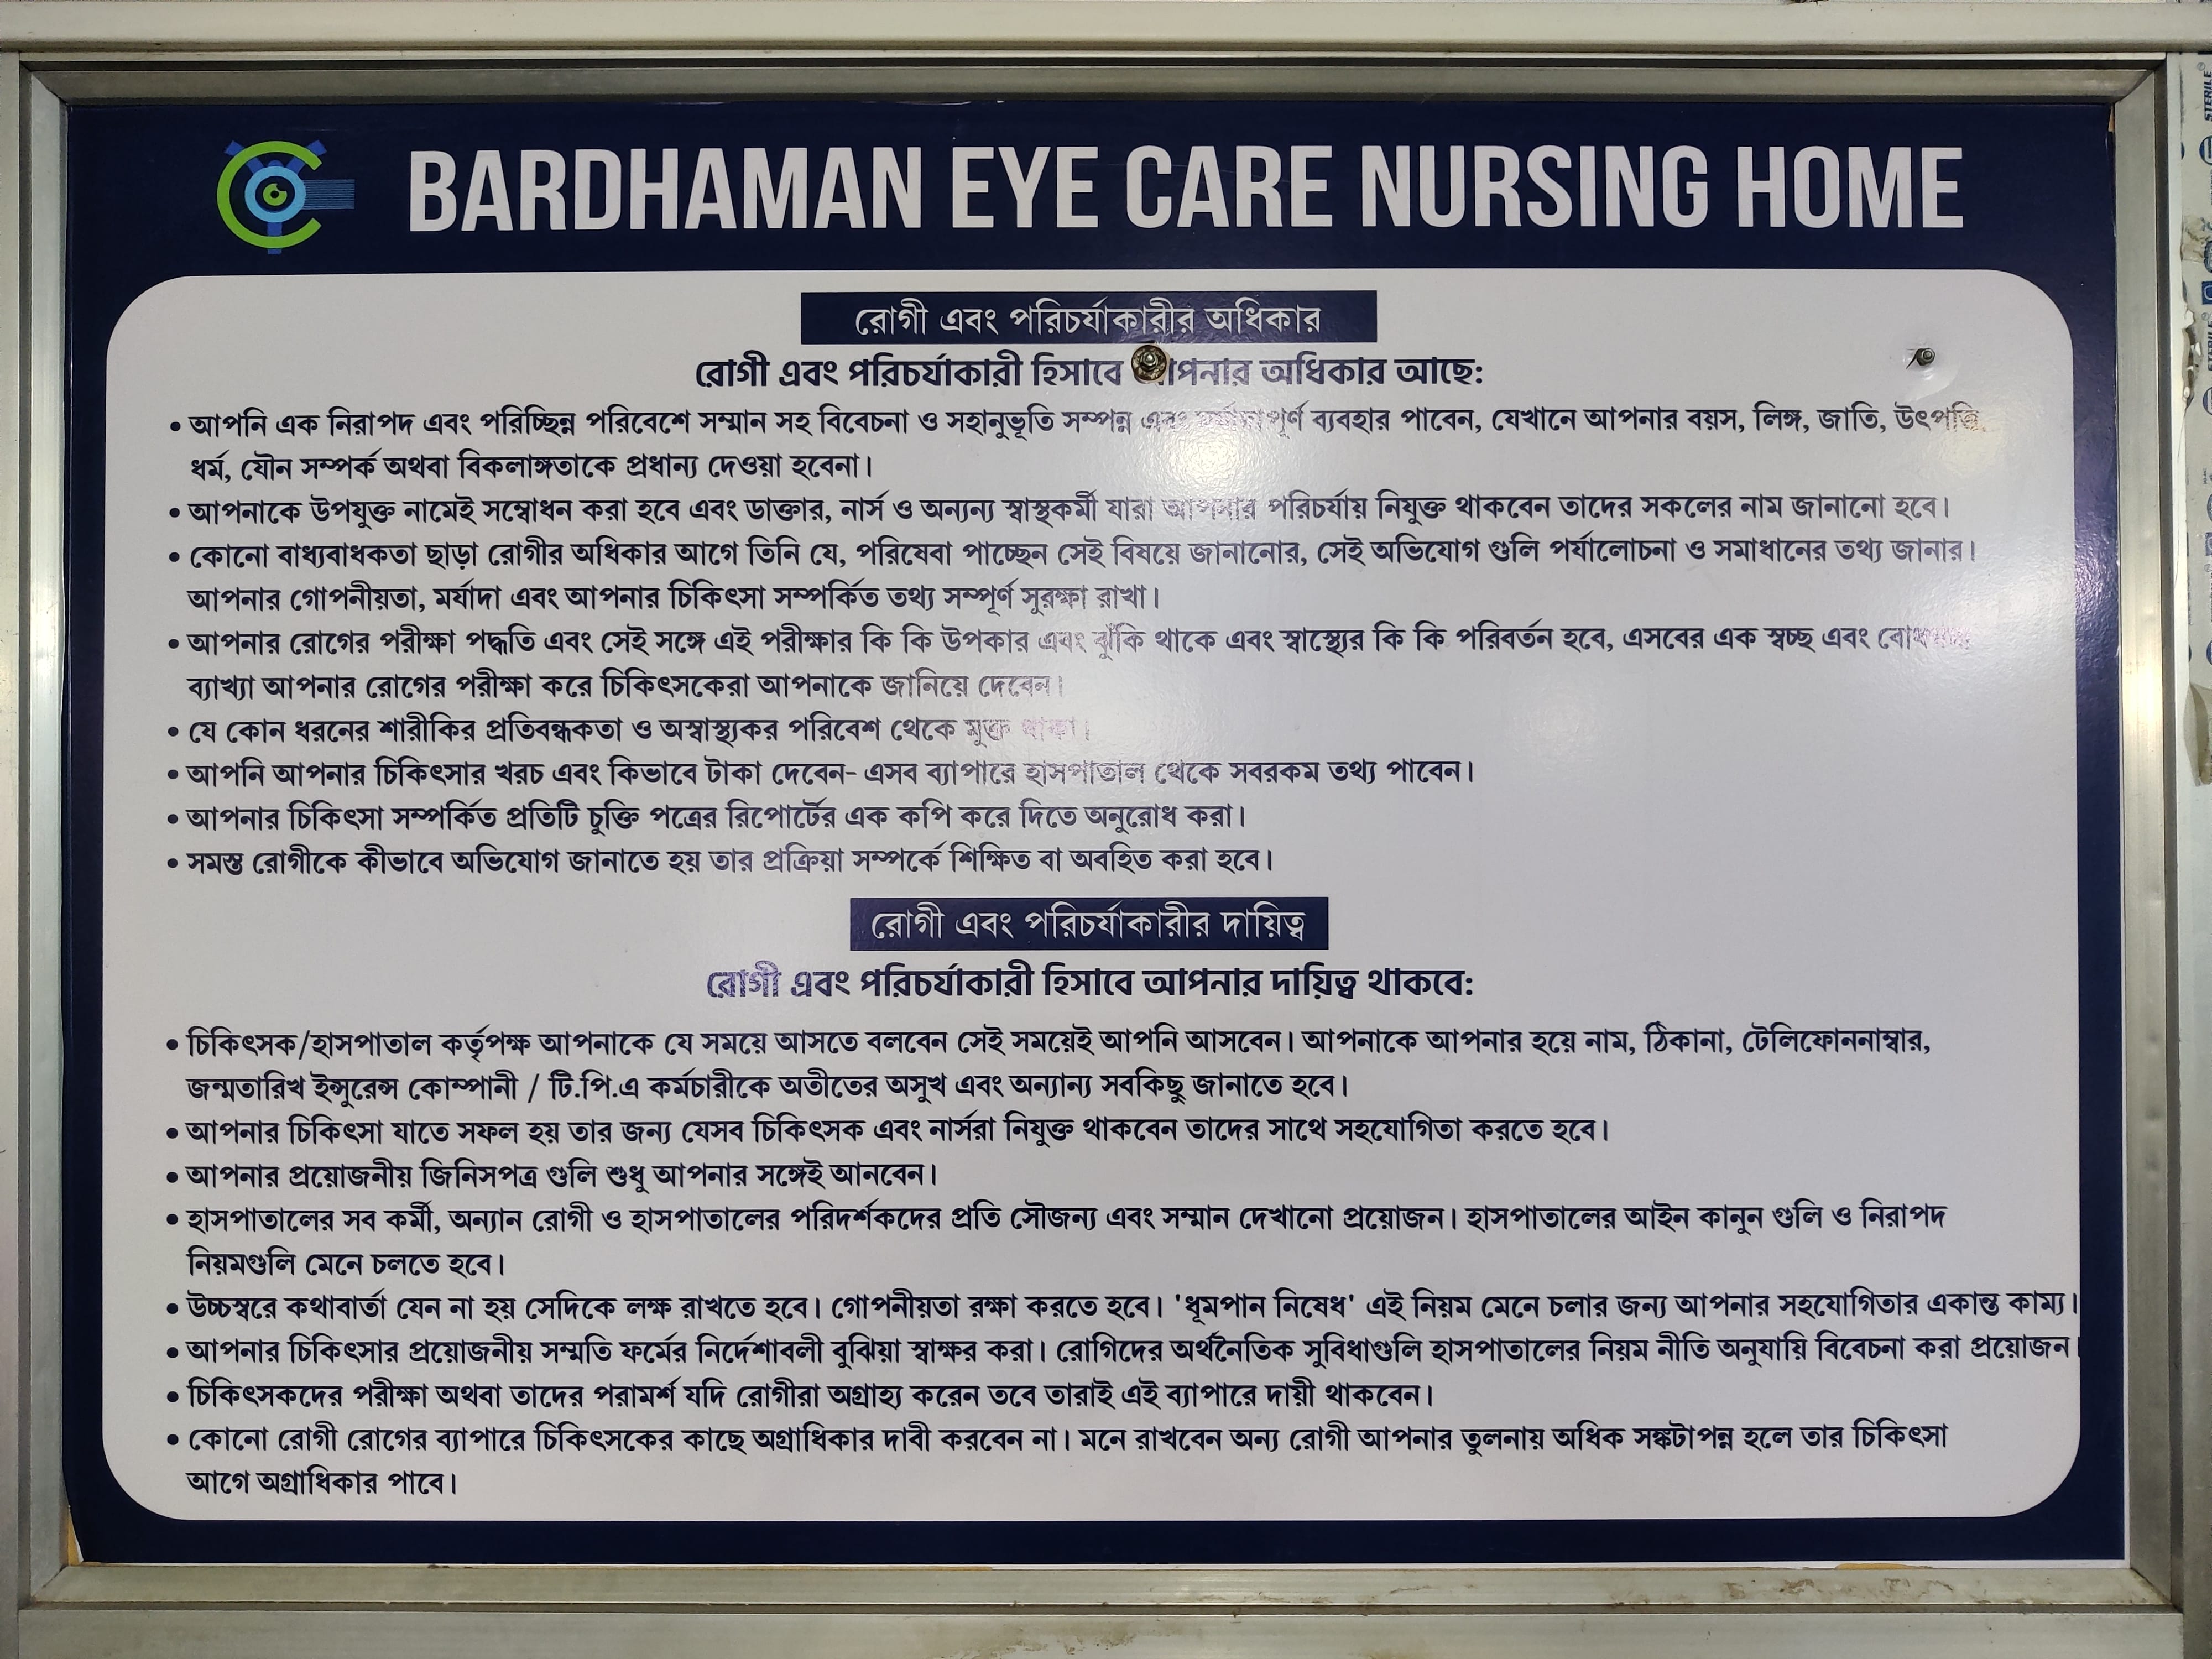 BARDHAMAN EYE CARE NURSING HOME
রোগী এবং পরিচর্যাকারীর অধিকার
রোগী এবং পরিচর্যাকারী হিসাবে আপনার অধিকার আছে:
• আপনি এক নিরাপদ এবং পরিচ্ছিন্ন পরিবেশে সম্মান সহ বিবেচনা ও সহানুভূতি সম্পন্ন এবং মর্যাদাপূর্ণ ব্যবহার পাবেন, যেখানে আপনার বয়স, লিঙ্গ, জাতি, উৎপত্তি,
ধর্ম, যৌন সম্পর্ক অথবা বিকলাঙ্গতাকে প্রধান্য দেওয়া হবেনা।
• আপনাকে উপযুক্ত নামেই সম্বোধন করা হবে এবং ডাক্তার, নার্স ও অন্যন্য স্বাস্থকর্মী যারা আপনার পরিচর্যায় নিযুক্ত থাকবেন তাদের সকলের নাম জানানো হবে।
• কোনো বাধ্যবাধকতা ছাড়া রোগীর অধিকার আগে তিনি যে, পরিষেবা পাচ্ছেন সেই বিষয়ে জানানোর, সেই অভিযোগ গুলি পর্যালোচনা ও সমাধানের তথ্য জানার।
আপনার গোপনীয়তা, মর্যাদা এবং আপনার চিকিৎসা সম্পর্কিত তথ্য সম্পূর্ণ সুরক্ষা রাখা।
• আপনার রোগের পরীক্ষা পদ্ধতি এবং সেই সঙ্গে এই পরীক্ষার কি কি উপকার এবং ঝুঁকি থাকে এবং স্বাস্থ্যের কি কি পরিবর্তন হবে, এসবের এক স্বচ্ছ এবং
ব্যাখ্যা আপনার রোগের পরীক্ষা করে চিকিৎসকেরা আপনাকে জানিয়ে দেবেন।
• যে কোন ধরনের শারীকির প্রতিবন্ধকতা ও অস্বাস্থ্যকর পরিবেশ থেকে মুক্ত থাকা।
• আপনি আপনার চিকিৎসার খরচ এবং কিভাবে টাকা দেবেন- এসব ব্যাপারে হাসপাতাল থেকে সবরকম তথ্য পাবেন।
• আপনার চিকিৎসা সম্পর্কিত প্রতিটি চুক্তি পত্রের রিপোর্টের এক কপি করে দিতে অনুরোধ করা।
• সমস্ত রোগীকে কীভাবে অভিযোগ জানাতে হয় তার প্রক্রিয়া সম্পর্কে শিক্ষিত বা অবহিত করা হবে।
রোগী এবং পরিচর্যাকারীর দায়িত্ব
রোগী এবং পরিচর্যাকারী হিসাবে আপনার দায়িত্ব থাকবে:
• চিকিৎসক/হাসপাতাল কর্তৃপক্ষ আপনাকে যে সময়ে আসতে বলবেন সেই সময়েই আপনি আসবেন। আপনাকে আপনার হয়ে নাম, ঠিকানা, টেলিফোননাম্বার,
জন্মতারিখ ইন্সুরেন্স কোম্পানী / টি.পি.এ কর্মচারীকে অতীতের অসুখ এবং অন্যান্য সবকিছু জানাতে হবে।
• আপনার চিকিৎসা যাতে সফল হয় তার জন্য যেসব চিকিৎসক এবং নার্সরা নিযুক্ত থাকবেন তাদের সাথে সহযোগিতা করতে হবে।
• আপনার প্রয়োজনীয় জিনিসপত্র গুলি শুধু আপনার সঙ্গেই আনবেন।
• হাসপাতালের সব কর্মী, অন্যান রোগী ও হাসপাতালের পরিদর্শকদের প্রতি সৌজন্য এবং সম্মান দেখানো প্রয়োজন। হাসপাতালের আইন কানুন গুলি ও নিরাপদ
নিয়মগুলি মেনে চলতে হবে।
• উচ্চস্বরে কথাবার্তা যেন না হয় সেদিকে লক্ষ রাখতে হবে। গোপনীয়তা রক্ষা করতে হবে। 'ধূমপান নিষেধ' এই নিয়ম মেনে চলার জন্য আপনার সহযোগিতার একান্ত কাম্য।
• আপনার চিকিৎসার প্রয়োজনীয় সম্মতি ফর্মের নির্দেশাবলী বুঝিয়া স্বাক্ষর করা। রোগিদের অর্থনৈতিক সুবিধাগুলি হাসপাতালের নিয়ম নীতি অনুযায়ি বিবেচনা করা প্রয়োজন।
• চিকিৎসকদের পরীক্ষা অথবা তাদের পরামর্শ যদি রোগীরা অগ্রাহ্য করেন তবে তারাই এই ব্যাপারে দায়ী থাকবেন।
• কোনো রোগী রোগের ব্যাপারে চিকিৎসকের কাছে অগ্রাধিকার দাবী করবেন না। মনে রাখবেন অন্য রোগী আপনার তুলনায় অধিক সঙ্কটাপন্ন হলে তার চিকিৎসা
আগে অগ্রাধিকার পাবে।